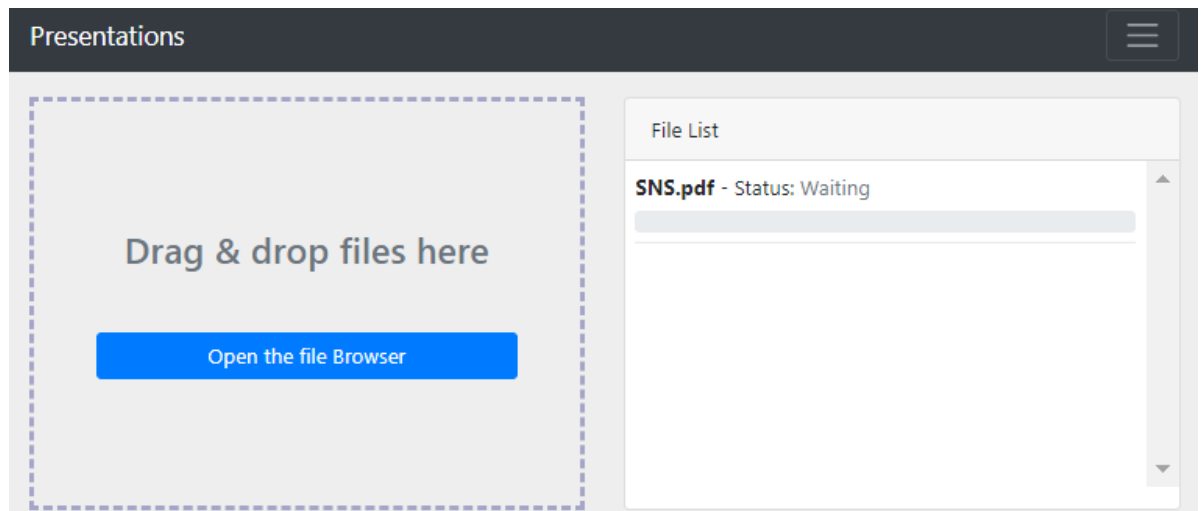 Presentations
Drag & drop files here
Open the file Browser
File List
SNS.pdf - Status: Waiting